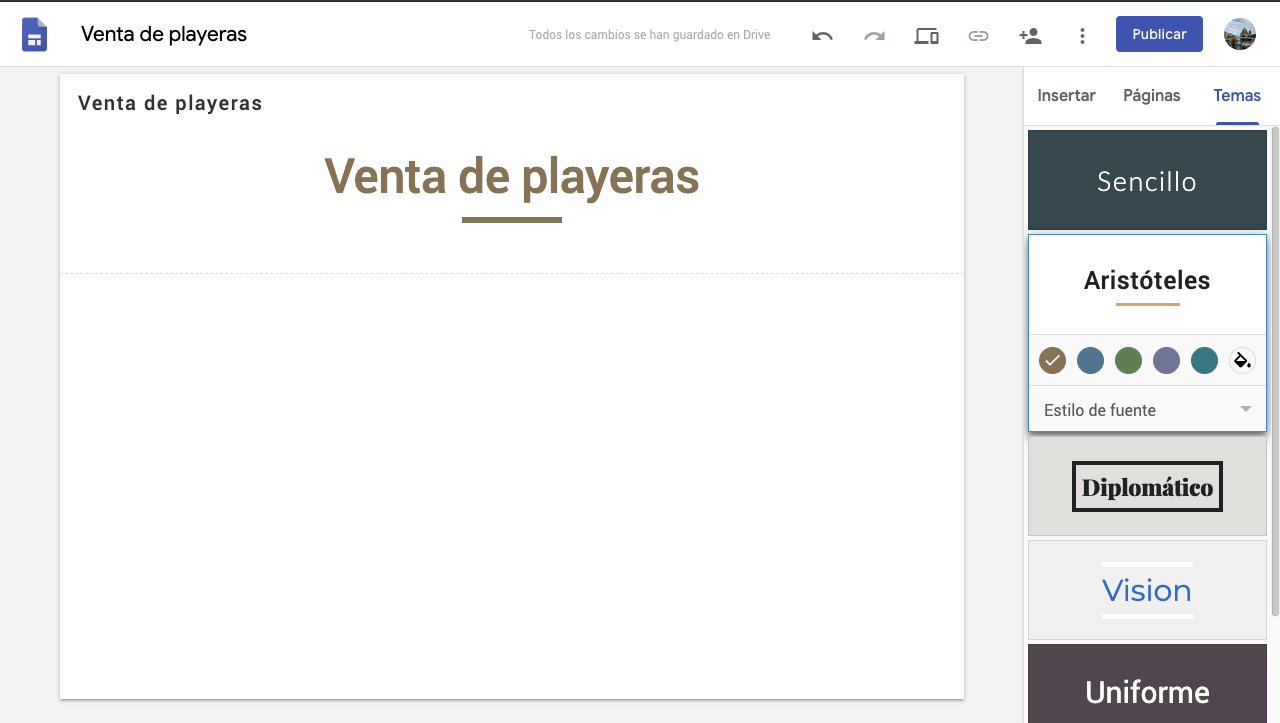 Venta de playeras
Todos los cambios se han guardado en Drive
Publicar
Venta de playeras
Venta de playeras
Insertar
Páginas
Temas
Sencillo
Aristóteles
Estilo de fuente
Diplomático
Vision
Uniforme